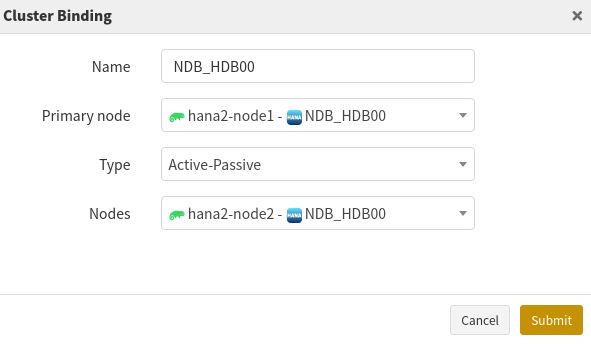 Cluster Binding ×
Name NDB_HDB00
Primary node hana2-node1 - HANA NDB_HDB00
Type Active-Passive
Nodes hana2-node2 - HANA NDB_HDB00
Cancel Submit